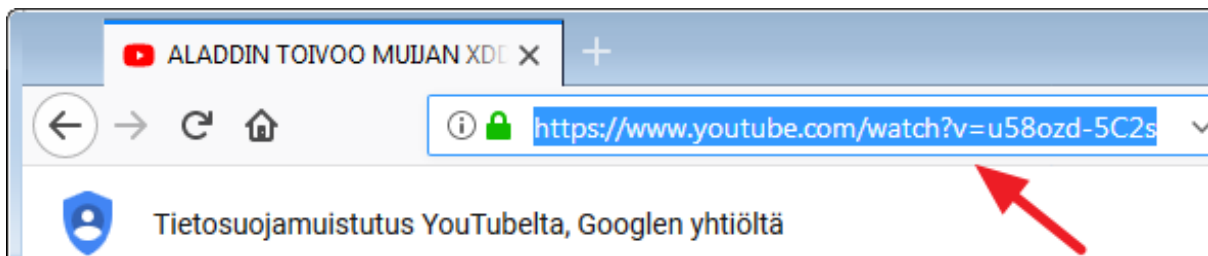 ALADDIN TOIVOO MUIJAN XDD
https://www.youtube.com/watch?v=u58ozd-5C2s
Tietosuojamuistutus YouTubelta, Googlen yhtiöltä